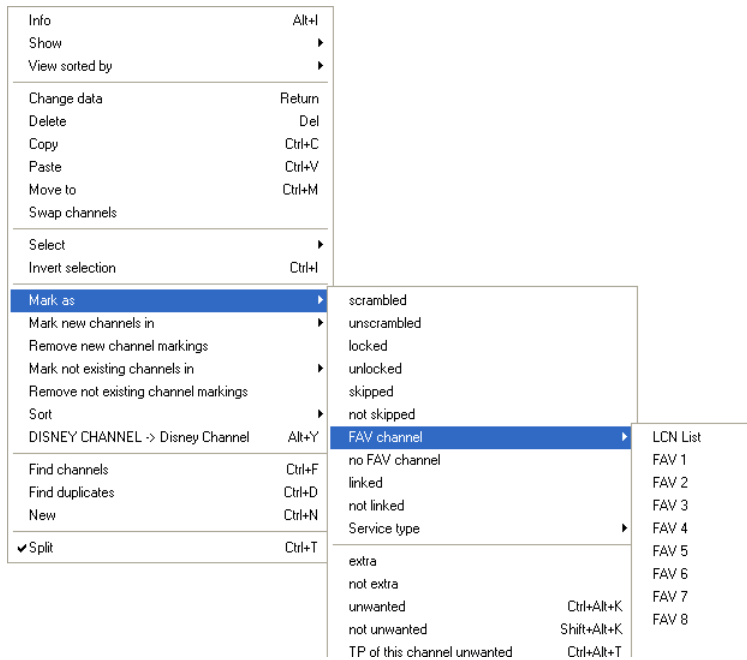 Info Alt+I
Show
View sorted by
Change data Return
Delete Del
Copy Ctrl+C
Paste Ctrl+V
Move to Ctrl+M
Swap channels
Select
Invert selection Ctrl+I
Mark as
Mark new channels in
Remove new channel markings
Mark not existing channels in
Remove not existing channel markings
Sort
DISNEY CHANNEL -> Disney Channel Alt+Y
Find channels Ctrl+F
Find duplicates Ctrl+D
New Ctrl+N
Split Ctrl+T
scrambled
unscrambled
locked
unlocked
skipped
not skipped
FAV channel
no FAV channel
linked
not linked
Service type
extra
not extra
unwanted Ctrl+Alt+K
not unwanted Shift+Alt+K
TP of this channel unwanted Ctrl+Alt+T
LCN List
FAV 1
FAV 2
FAV 3
FAV 4
FAV 5
FAV 6
FAV 7
FAV 8